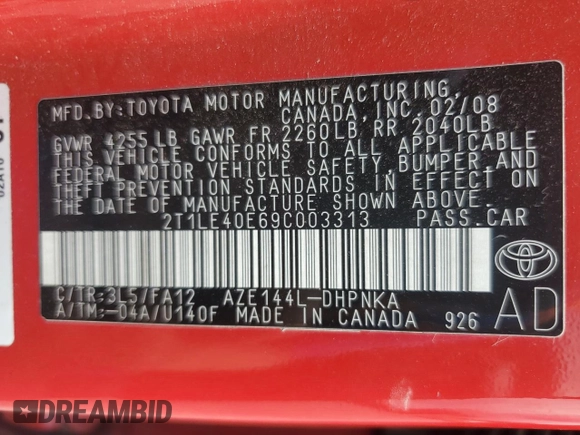 MFD. BY: TOYOTA MOTOR MANUFACTURING,
CANADA, INC. 02/08
GVWR 4255 LB GAWR FR 2260LB, RR 2040LB
THIS VEHICLE CONFORMS TO ALL APPLICABLE
FEDERAL MOTOR VEHICLE SAFETY, BUMPER, AND
THEFT PREVENTION STANDARDS IN EFFECT ON
THE DATE OF MANUFACTURE SHOWN ABOVE.
2T1LE40E69C003313 PASS. CAR
C/TR:3L5/FA12 AZE144L-DHPNKA
A/TM:-04A/U140F MADE IN CANADA 926
AD
DREAMBID